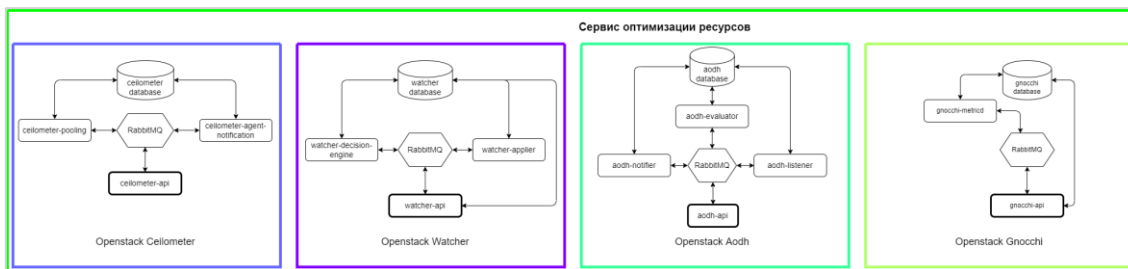 Сервис оптимизации ресурсов
ceilometer
database
ceilometer-pooling
RabbitMQ
ceilometer-agent-
notification
ceilometer-api
Openstack Ceilometer
watcher
database
watcher-decision-
engine
RabbitMQ
watcher-applier
watcher-api
Openstack Watcher
aodh
database
aodh-evaluator
aodh-notifier
RabbitMQ
aodh-listener
aodh-api
Openstack Aodh
gnocchi
database
gnocchi-metricd
RabbitMQ
gnocchi-api
Openstack Gnocchi